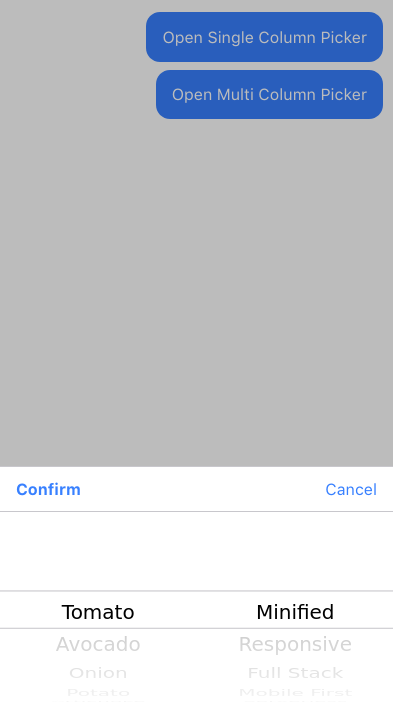 Open Single Column Picker
Open Multi Column Picker
Confirm Cancel
Tomato Minified
Avocado Responsive
Onion Full Stack
Potato Mobile First